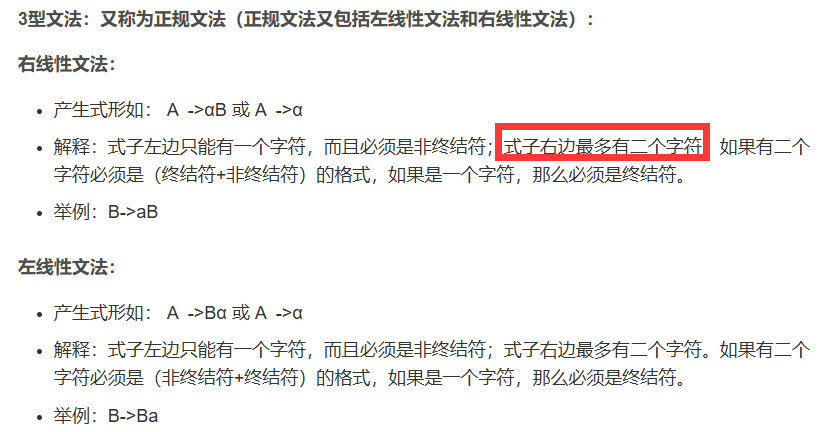 3型文法：又称为正规文法（正规文法又包括左线性文法和右线性文法）：
右线性文法：
• 产生式形如： A ->αB 或 A ->α
• 解释：式子左边只能有一个字符，而且必须是非终结符；式子右边最多有二个字符 如果有二个
字符必须是（终结符+非终结符）的格式，如果是一个字符，那么必须是终结符。
• 举例：B->aB
左线性文法：
• 产生式形如： A ->Bα 或 A ->α
• 解释：式子左边只能有一个字符，而且必须是非终结符；式子右边最多有二个字符。如果有二个
字符必须是（非终结符+终结符）的格式，如果是一个字符，那么必须是终结符。
• 举例：B->Ba